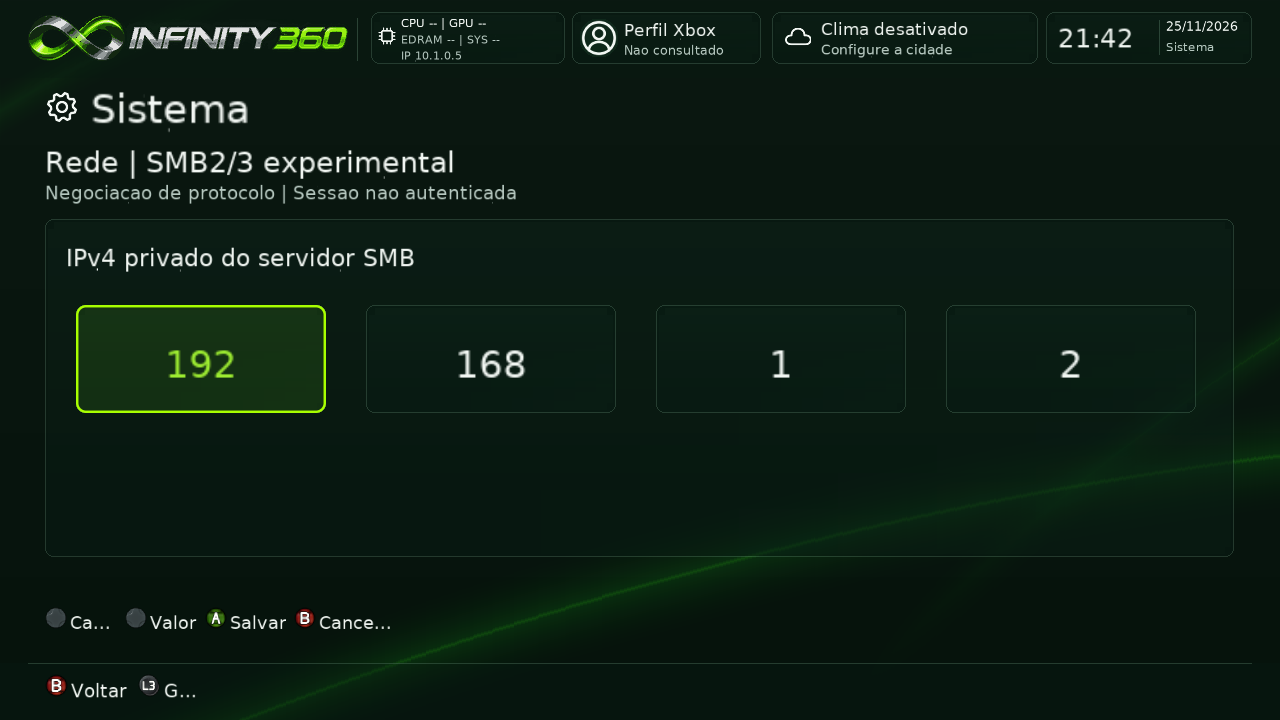 INFINITY 360
CPU -- | GPU --
EDRAM -- | SYS --
IP 10.1.0.5
Perfil Xbox
Nao consultado
Clima desativado
Configure a cidade
21:42
25/11/2026
Sistema
Sistema
Rede | SMB2/3 experimental
Negociacao de protocolo | Sessao nao autenticada
IPv4 privado do servidor SMB
192 168 1 2
Ca... Valor A Salvar B Cance...
B Voltar L3 G...